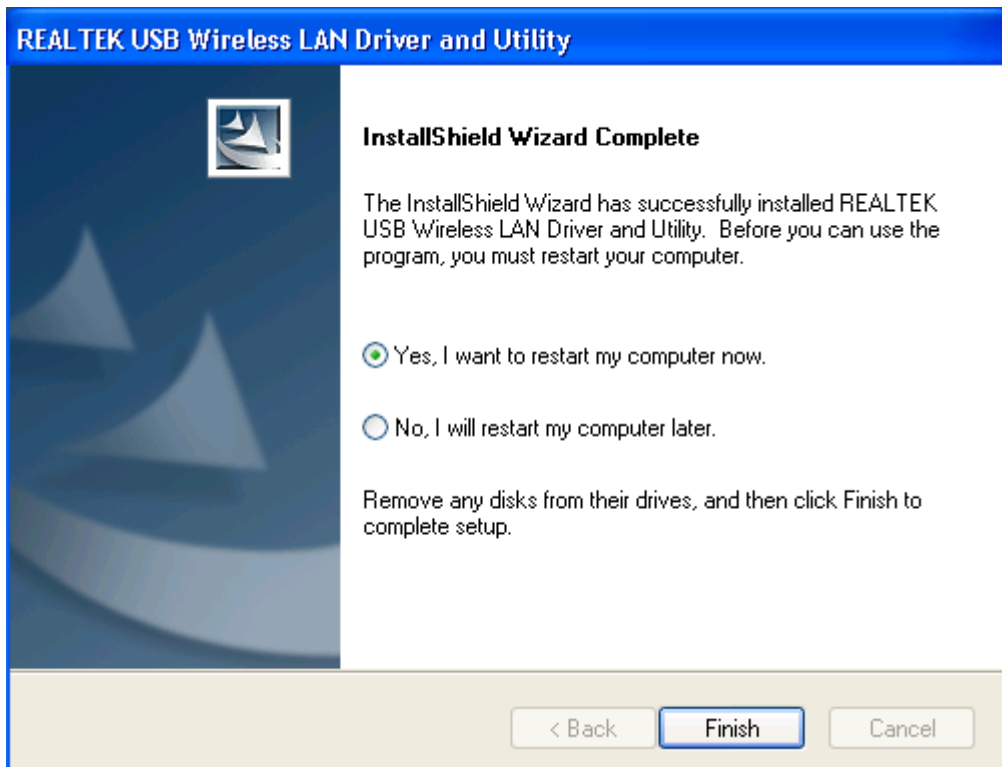 REALTEK USB Wireless LAN Driver and Utility
InstallShield Wizard Complete
The InstallShield Wizard has successfully installed REALTEK
USB Wireless LAN Driver and Utility.  Before you can use the
program, you must restart your computer.
Yes, I want to restart my computer now.
No, I will restart my computer later.
Remove any disks from their drives, and then click Finish to
complete setup.
< Back Finish Cancel